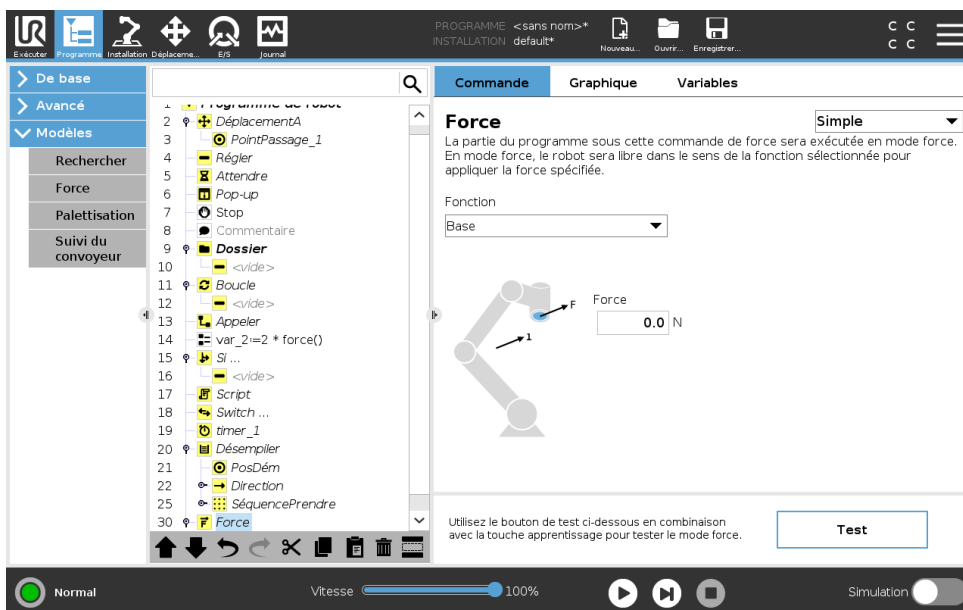 PROGRAMME <sans nom>*
INSTALLATION default*
Exécuter Programme Installation Déplaceme... E/S Journal
Nouveau... Ouvrir... Enregistrer...
C C
C C
De base
Avancé
Modèles
Rechercher
Force
Palettisation
Suivi du
convoyeur
1 Programme de robot
2 DéplacementA
3 PointPassage_1
4 Régler
5 Attendre
6 Pop-up
7 Stop
8 Commentaire
9 Dossier
10 <vide>
11 Boucle
12 <vide>
13 Appeler
14 var_2:=2 * force()
15 Si ...
16 <vide>
17 Script
18 Switch ...
19 timer_1
20 Désempiler
21 PosDém
22 Direction
25 SéquencePrendre
30 Force
Commande Graphique Variables
Force
Simple
La partie du programme sous cette commande de force sera exécutée en mode force.
En mode force, le robot sera libre dans le sens de la fonction sélectionnée pour
appliquer la force spécifiée.
Fonction
Base
F
1
Force
0.0 N
Utilisez le bouton de test ci-dessous en combinaison
avec la touche apprentissage pour tester le mode force.
Test
Normal
Vitesse 100%
Simulation